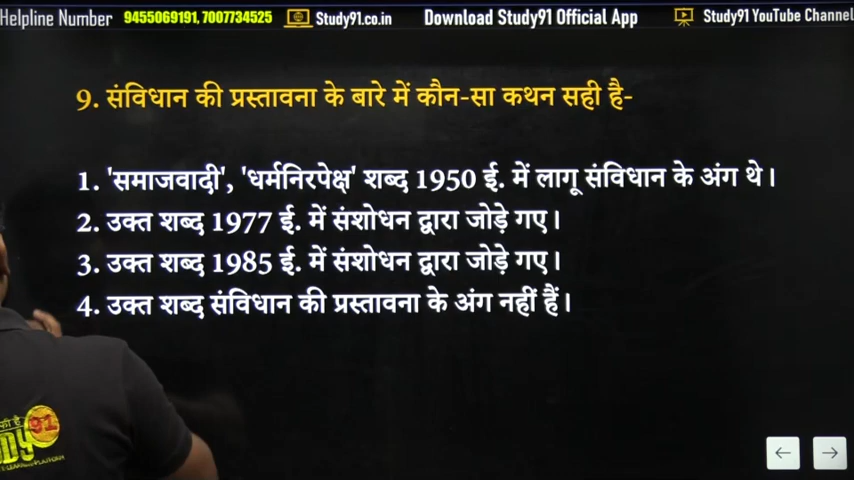 Helpline Number 9455069191, 7007734525 Study91.co.in Download Study91 Official App Study91 YouTube Channel
9. संविधान की प्रस्तावना के बारे में कौन-सा कथन सही है-
1. 'समाजवादी', 'धर्मनिरपेक्ष' शब्द 1950 ई. में लागू संविधान के अंग थे।
2. उक्त शब्द 1977 ई. में संशोधन द्वारा जोड़े गए।
3. उक्त शब्द 1985 ई. में संशोधन द्वारा जोड़े गए।
4. उक्त शब्द संविधान की प्रस्तावना के अंग नहीं हैं।
91